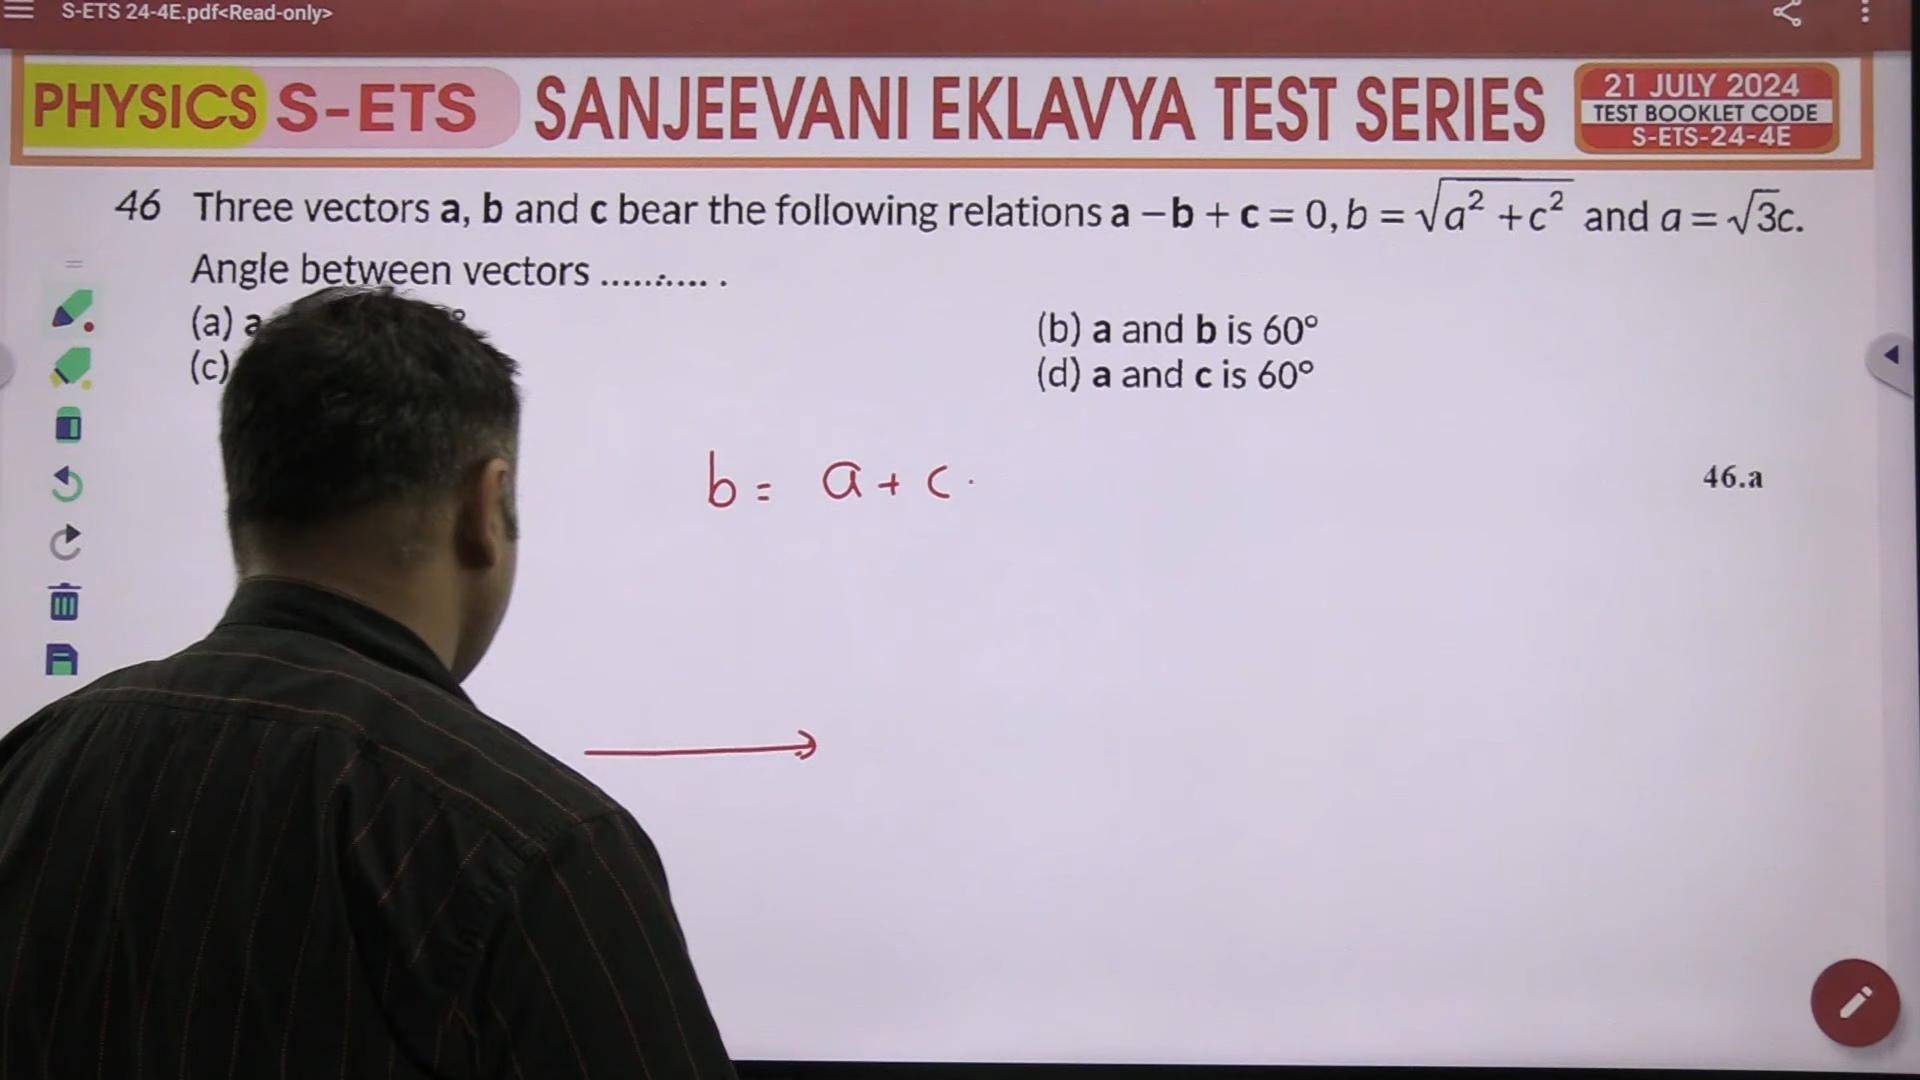 S-ETS 24-4E.pdf<Read-only>
PHYSICS S-ETS SANJEEVANI EKLAVYA TEST SERIES
21 JULY 2024
TEST BOOKLET CODE
S-ETS-24-4E
46 Three vectors a, b and c bear the following relations a − b + c = 0, b = √(a² + c²) and a = √3c.
Angle between vectors .......... .
(a) a
(b) a and b is 60°
(c)
(d) a and c is 60°
b = a + c .
46.a